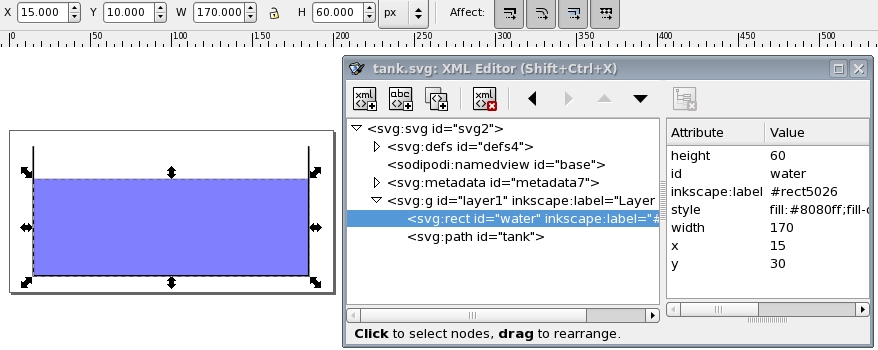 X 15.000 Y 10.000 W 170.000 H 60.000 px Affect:
0 50 100 150 200 250 300 350 400 450 500
tank.svg: XML Editor (Shift+Ctrl+X)
xml abc xml
<svg:svg id="svg2">
<svg:defs id="defs4">
<sodipodi:namedview id="base">
<svg:metadata id="metadata7">
<svg:g id="layer1" inkscape:label="Layer
<svg:rect id="water" inkscape:label="#
<svg:path id="tank">
Attribute Value
height 60
id water
inkscape:label #rect5026
style fill:#8080ff;fill-
width 170
x 15
y 30
Click to select nodes, drag to rearrange.